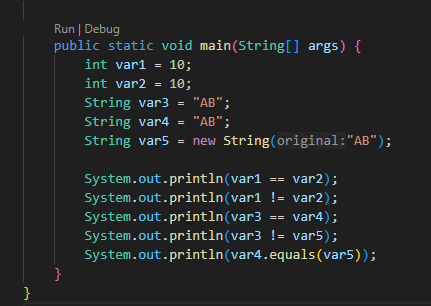 Run | Debug
public static void main(String[] args) {
int var1 = 10;
int var2 = 10;
String var3 = "AB";
String var4 = "AB";
String var5 = new String(original:"AB");
System.out.println(var1 == var2);
System.out.println(var1 != var2);
System.out.println(var3 == var4);
System.out.println(var3 != var5);
System.out.println(var4.equals(var5));
}
}